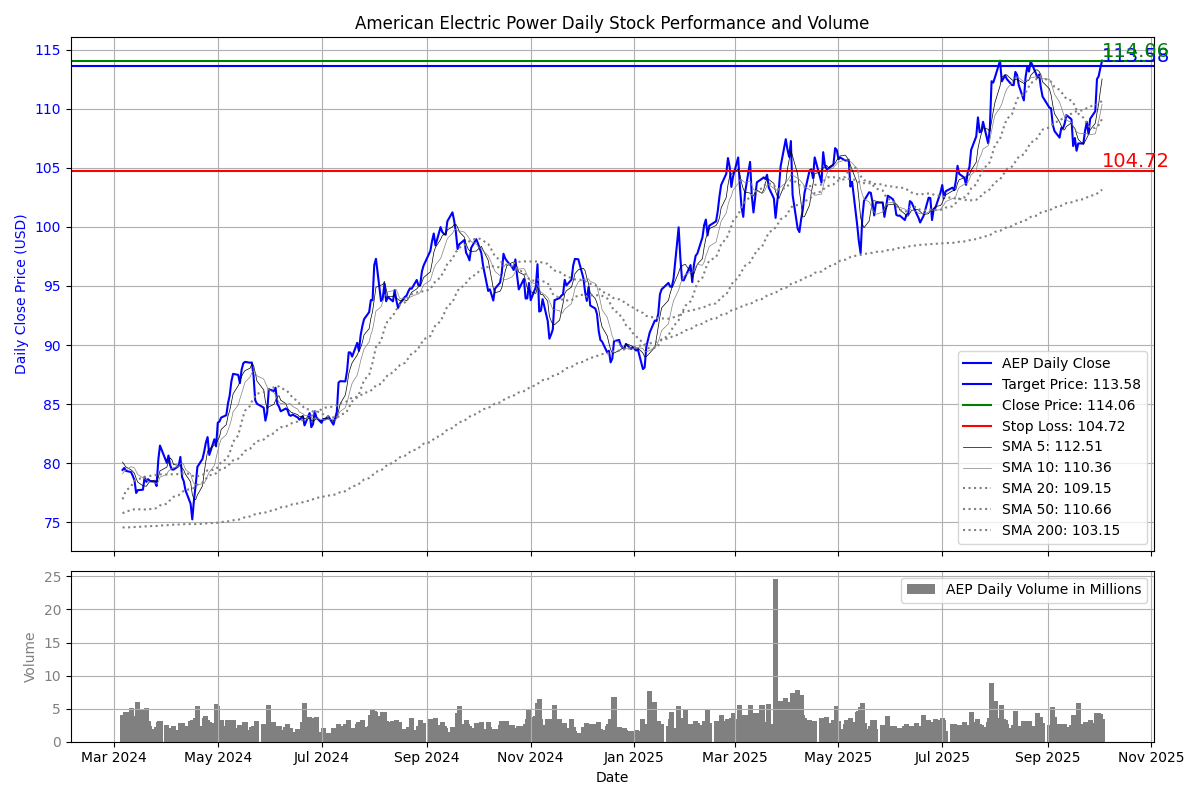 American Electric Power Daily Stock Performance and Volume
115
110
105
100
95
90
85
80
75
Daily Close Price (USD)
114.06
113.58
104.72
AEP Daily Close
Target Price: 113.58
Close Price: 114.06
Stop Loss: 104.72
SMA 5: 112.51
SMA 10: 110.36
SMA 20: 109.15
SMA 50: 110.66
SMA 200: 103.15
25
20
15
10
5
0
Volume
AEP Daily Volume in Millions
Mar 2024 May 2024 Jul 2024 Sep 2024 Nov 2024 Jan 2025 Mar 2025 May 2025 Jul 2025 Sep 2025 Nov 2025
Date